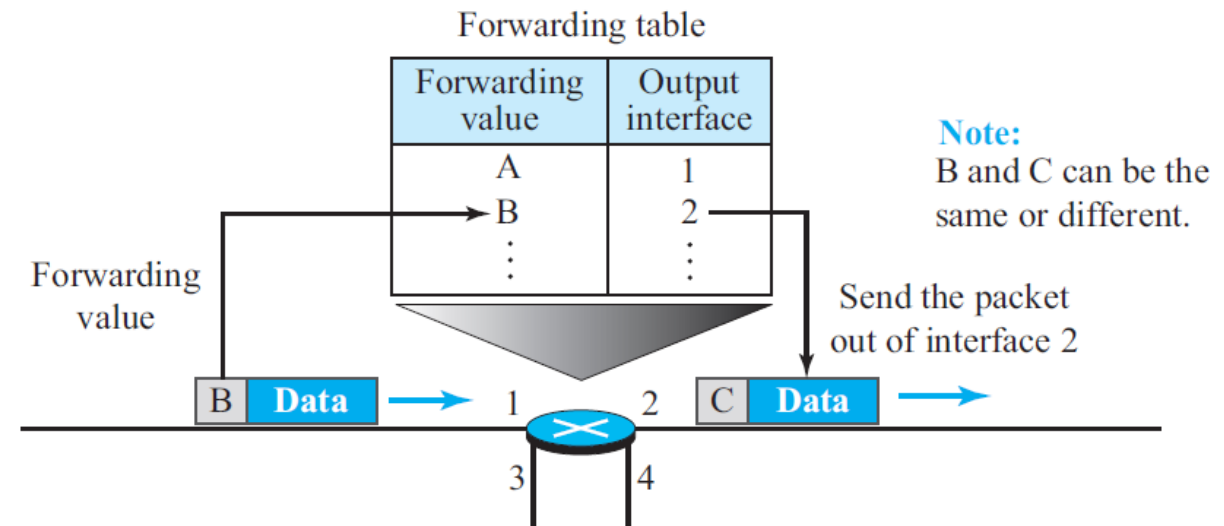 Forwarding table
Forwarding value
Output interface
A 1
B 2
Note:
B and C can be the
same or different.
Forwarding
value
Send the packet
out of interface 2
B Data
1
2
C Data
3
4